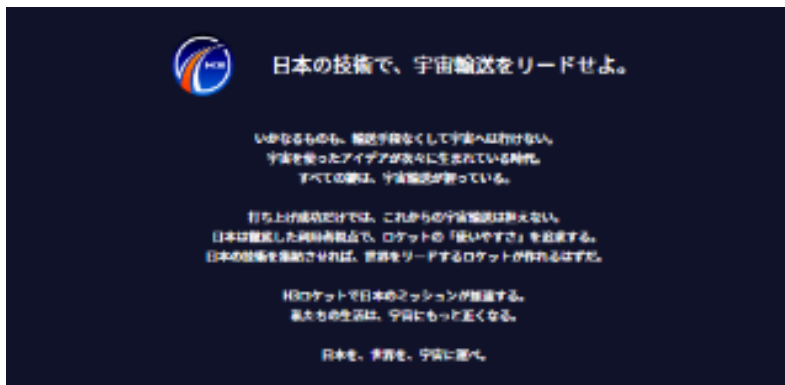 H3
日本の技術で、宇宙輸送をリードせよ。
いかなるものも、輸送手段なくして宇宙へは行けない。
宇宙を使ったアイデアが次々に生まれている時代。
すべての鍵は、宇宙輸送が握っている。
打ち上げ成功だけでは、これからの宇宙輸送は担えない。
日本は徹底した利用者視点で、ロケットの「使いやすさ」を追求する。
日本の技術を集結させれば、世界をリードするロケットが作れるはずだ。
H3ロケットで日本のミッションが加速する。
私たちの生活は、宇宙にもっと近くなる。
日本を、世界を、宇宙に運べ。